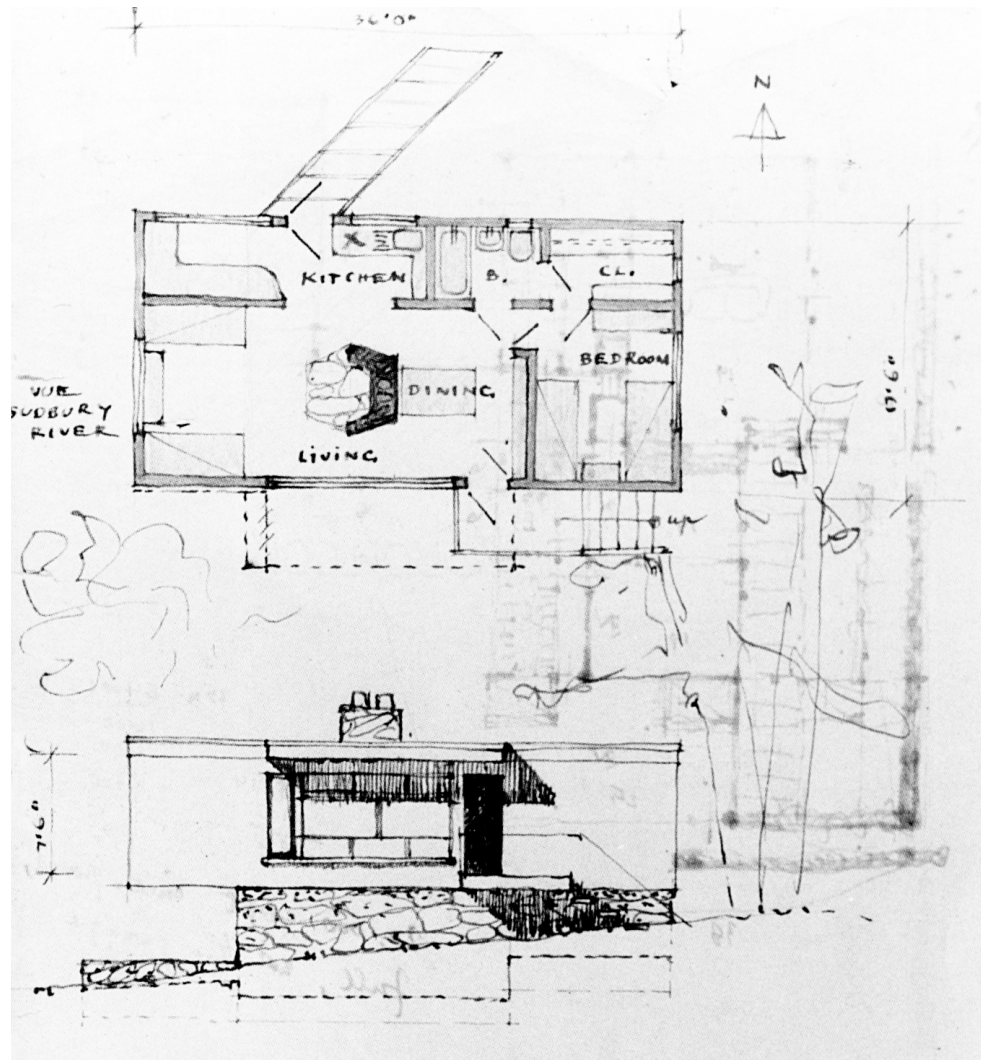 36'0"
N
KITCHEN
B.
CL.
BEDROOM
VUE
SUDBURY
RIVER
DINING
17'6"
LIVING
up
7'6"